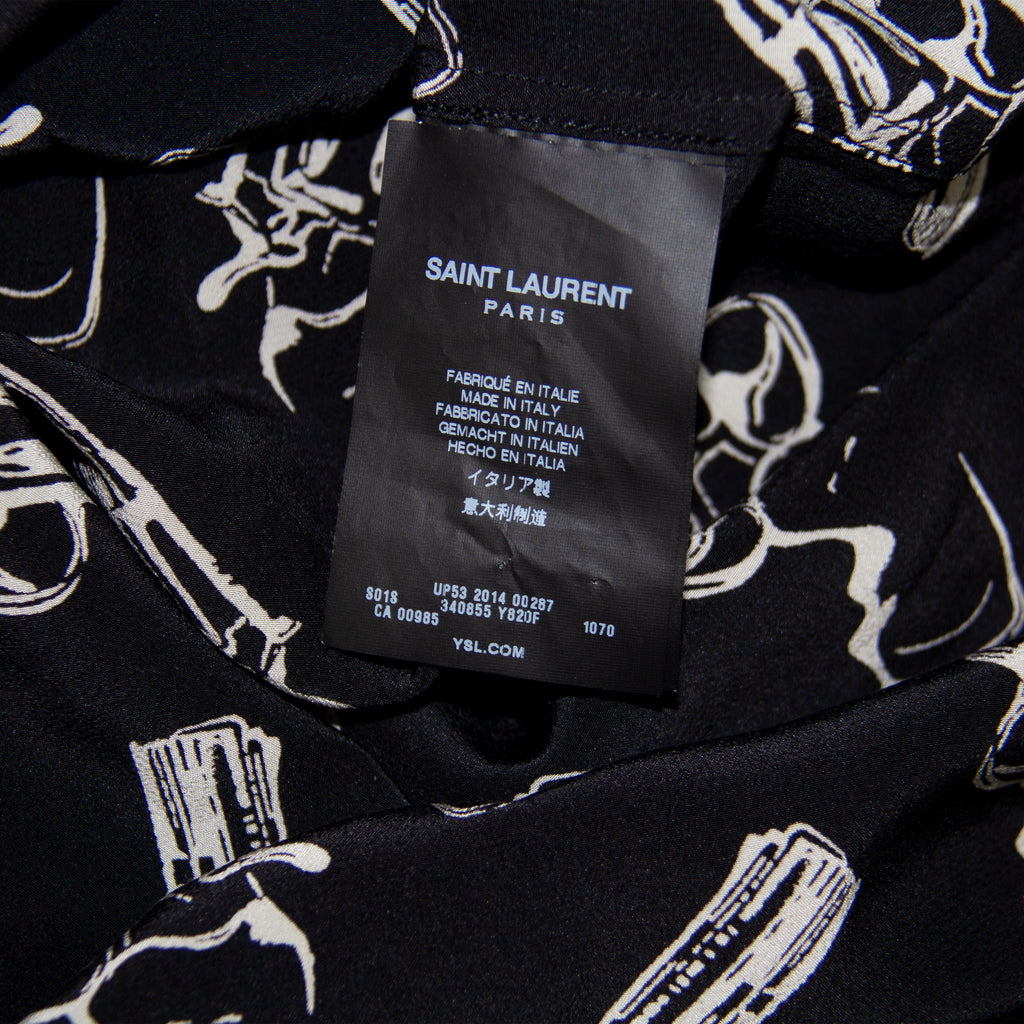 SAINT LAURENT
PARIS
FABRIQUÉ EN ITALIE
MADE IN ITALY
FABBRICATO IN ITALIA
GEMACHT IN ITALIEN
HECHO EN ITALIA
イタリア製
意大利制造
S01S UP53 2014 00287
CA 00985 340855 Y820F 1070
YSL.COM